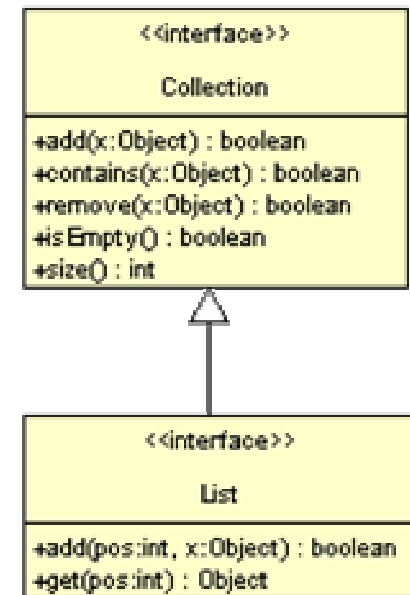 <<interface>>
Collection
+add(x:Object) : boolean
+contains(x:Object) : boolean
+remove(x:Object) : boolean
+isEmpty() : boolean
+size() : int
<<interface>>
List
+add(pos:int, x:Object) : boolean
+get(pos:int) : Object